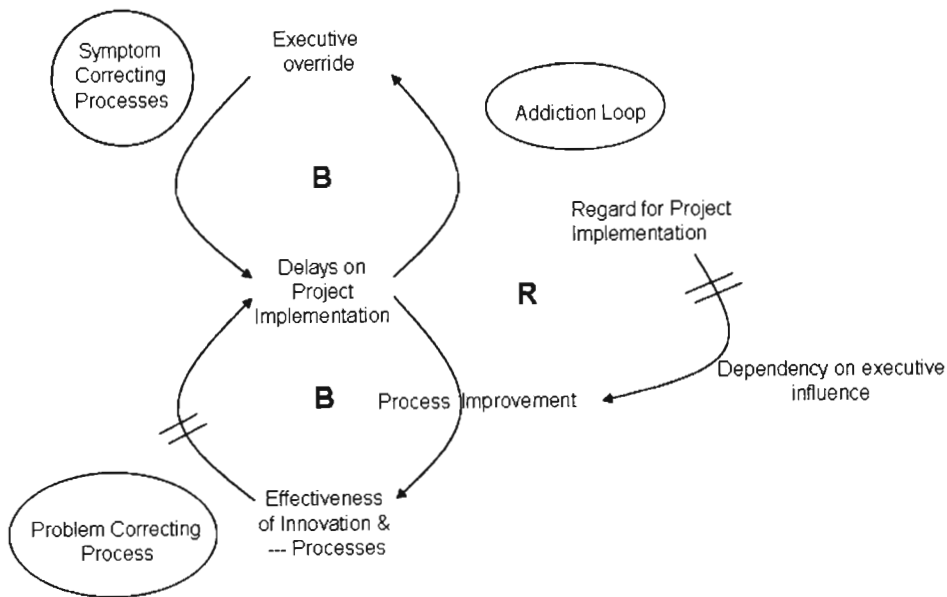 Symptom
Correcting
Processes
Executive
override
Addiction Loop
B
Regard for Project
Implementation
Delays on
Project
Implementation
R
Dependency on executive
influence
B
Process Improvement
Effectiveness
of Innovation &
--- Processes
Problem Correcting
Process